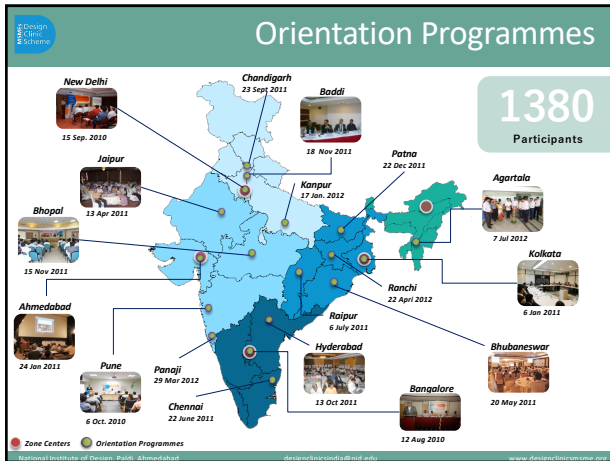 MSMEs
Design
Clinic
Scheme
Orientation Programmes
1380
Participants
New Delhi
15 Sep. 2010
Chandigarh
23 Sept 2011
Baddi
18 Nov 2011
Jaipur
13 Apr 2011
Kanpur
17 Jan. 2012
Patna
22 Dec 2011
Agartala
7 Jul 2012
Bhopal
15 Nov 2011
Kolkata
6 Jan 2011
Ranchi
22 Apri 2012
Ahmedabad
24 Jan 2011
Raipur
6 July 2011
Pune
6 Oct. 2010
Panaji
29 Mar 2012
Hyderabad
13 Oct 2011
Bhubaneswar
20 May 2011
Chennai
22 June 2011
Bangalore
12 Aug 2010
Zone Centers
Orientation Programmes
National Institute of Design, Paldi, Ahmedabad
designclinicsindia@nid.edu
www.designclinicsmsme.org